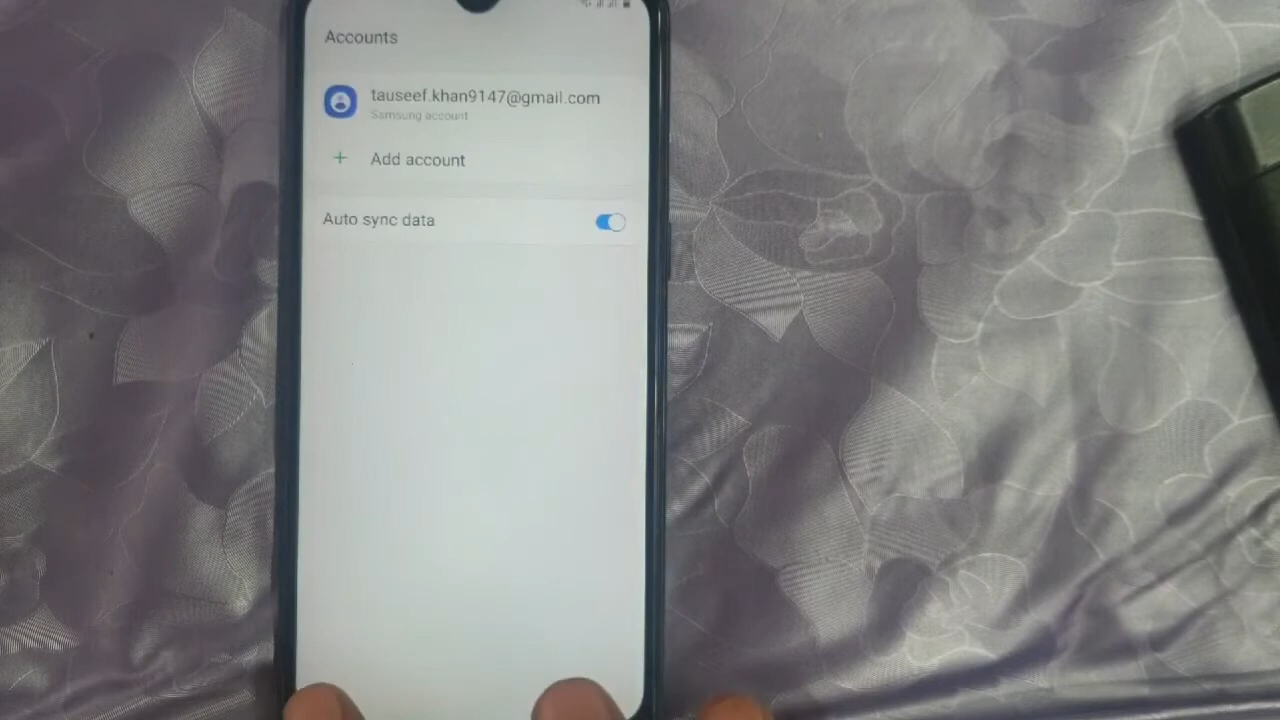 Accounts
tauseef.khan9147@gmail.com
Samsung account
+ Add account
Auto sync data